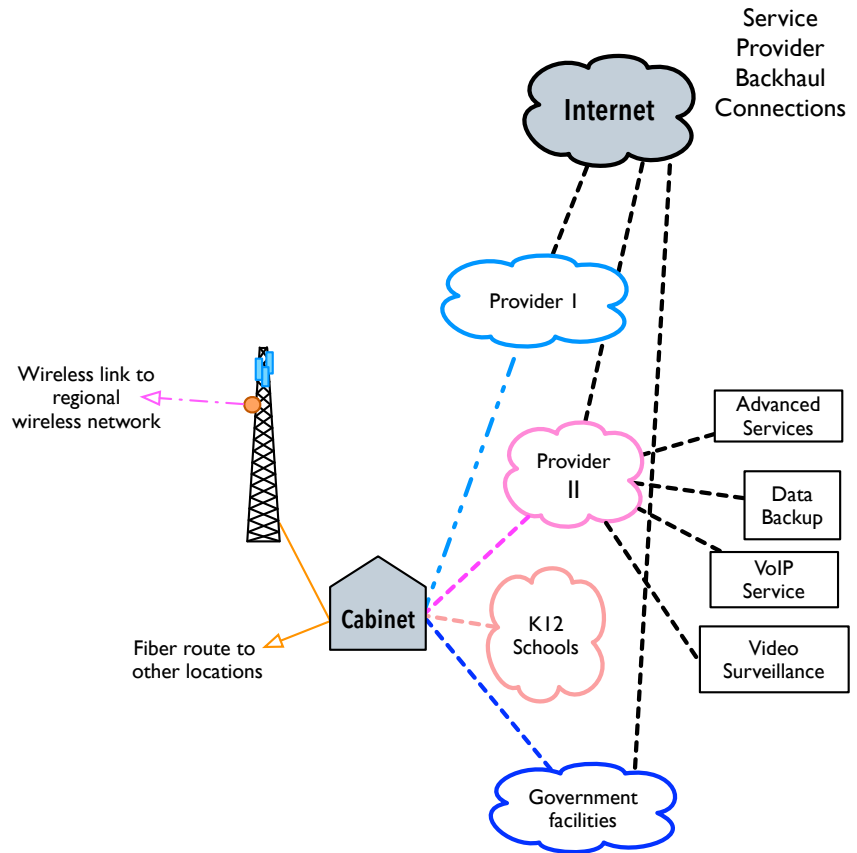 Service
Provider
Backhaul
Connections
Internet
Provider I
Wireless link to
regional
wireless network
Advanced
Services
Provider
II
Data
Backup
VoIP
Service
Cabinet
K12
Schools
Fiber route to
other locations
Video
Surveillance
Government
facilities